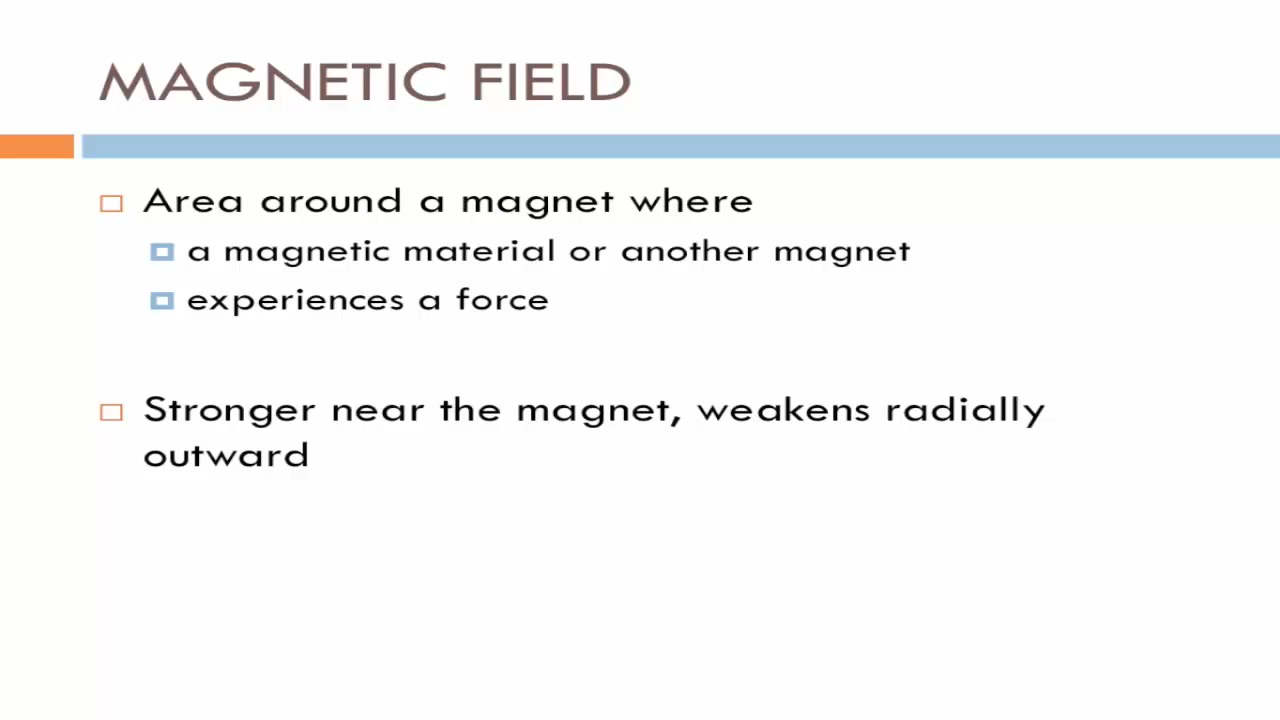 MAGNETIC FIELD
Area around a magnet where
a magnetic material or another magnet
experiences a force
Stronger near the magnet, weakens radially
outward